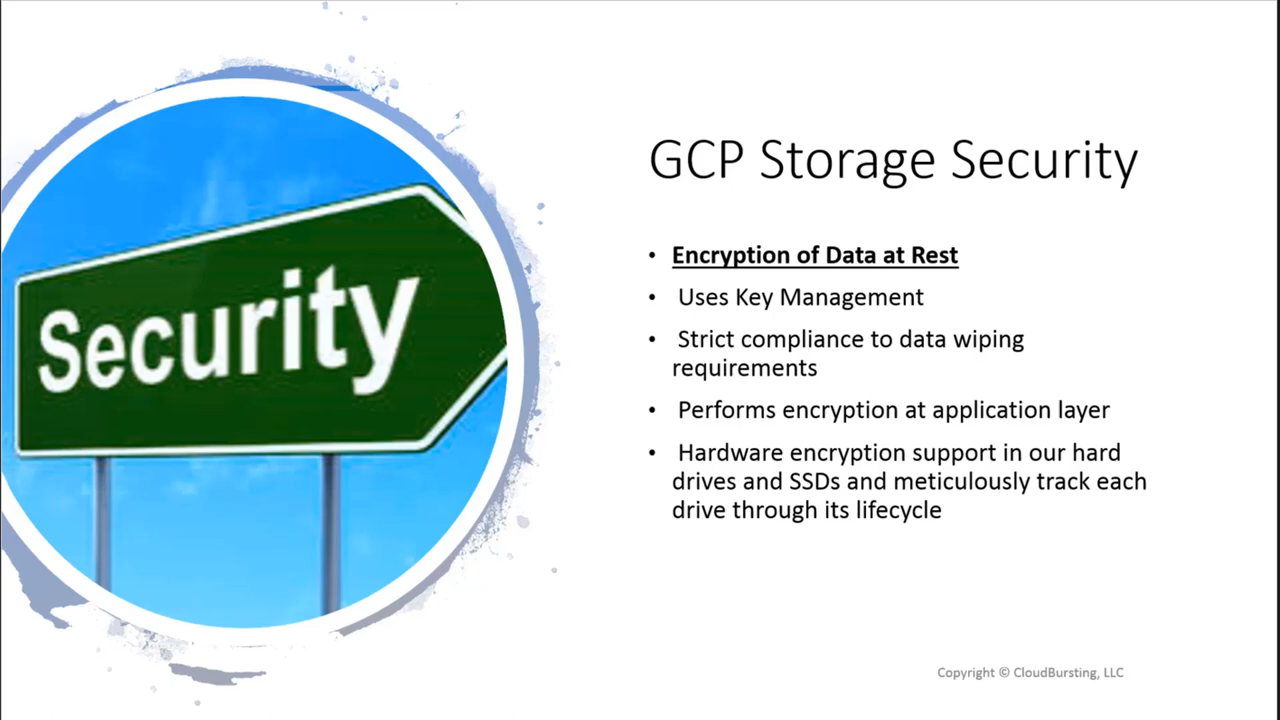 Security
GCP Storage Security
• Encryption of Data at Rest
• Uses Key Management
• Strict compliance to data wiping
requirements
• Performs encryption at application layer
• Hardware encryption support in our hard
drives and SSDs and meticulously track each
drive through its lifecycle
Copyright © CloudBursting, LLC